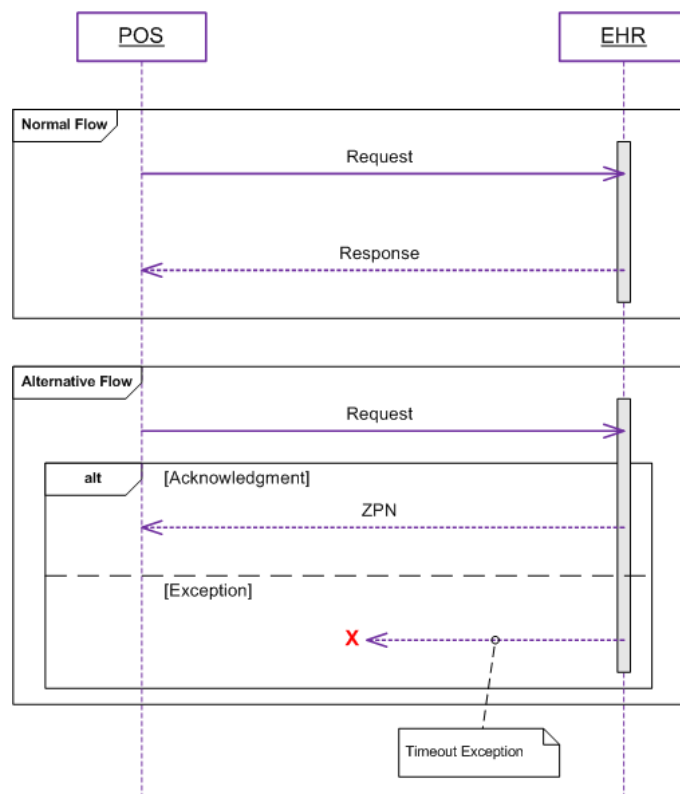 POS
EHR
Normal Flow
Request
Response
Alternative Flow
Request
alt
[Acknowledgment]
ZPN
[Exception]
X
Timeout Exception